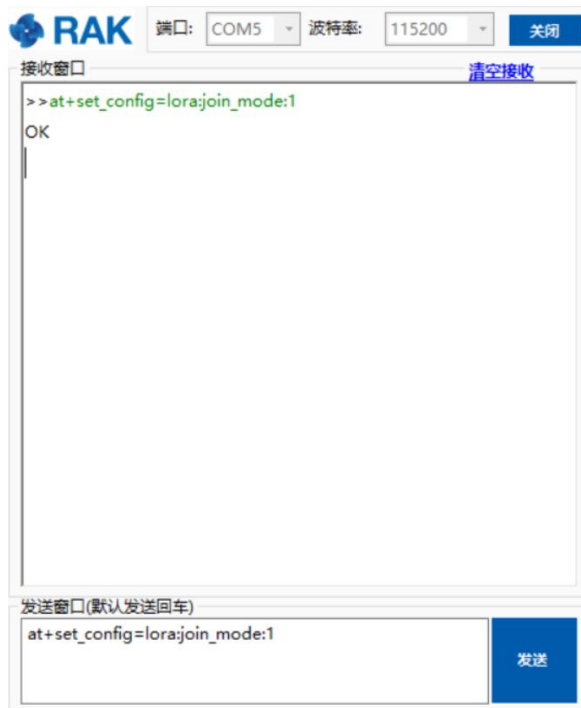 RAK 端口: COM5 波特率: 115200 关闭
接收窗口 清空接收
>>at+set_config=lora:join_mode:1
OK
发送窗口(默认发送回车)
at+set_config=lora:join_mode:1
发送